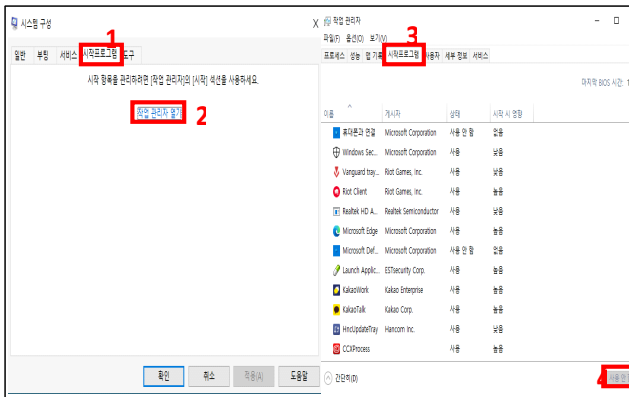 시스템 구성
X
1
일반 부팅 서비스 시작프로그램 도구
시작 항목을 관리하려면 [작업 관리자]의 [시작] 섹션을 사용하세요.
작업 관리자 열기
2
확인 취소 적용(A) 도움말
작업 관리자
파일(F) 옵션(O) 보기(V)
3
프로세스 성능 앱 기록 시작프로그램 사용자 세부 정보 서비스
마지막 BIOS 시간: 1
이름 게시자 상태 시작 시 영향
휴대폰과 연결 Microsoft Corporation 사용 안 함 없음
Windows Sec... Microsoft Corporation 사용 낮음
Vanguard tray... Riot Games, Inc. 사용 낮음
Riot Client Riot Games, Inc. 사용 높음
Realtek HD A... Realtek Semiconductor 사용 낮음
Microsoft Edge Microsoft Corporation 사용 높음
Microsoft Def... Microsoft Corporation 사용 안 함 없음
Launch Applic... ESTsecurity Corp. 사용 높음
KakaoWork Kakao Enterprise 사용 높음
KakaoTalk Kakao Corp. 사용 높음
HncUpdateTray Hancom Inc. 사용 낮음
CCXProcess 사용 높음
간단히(D)
4
사용 안